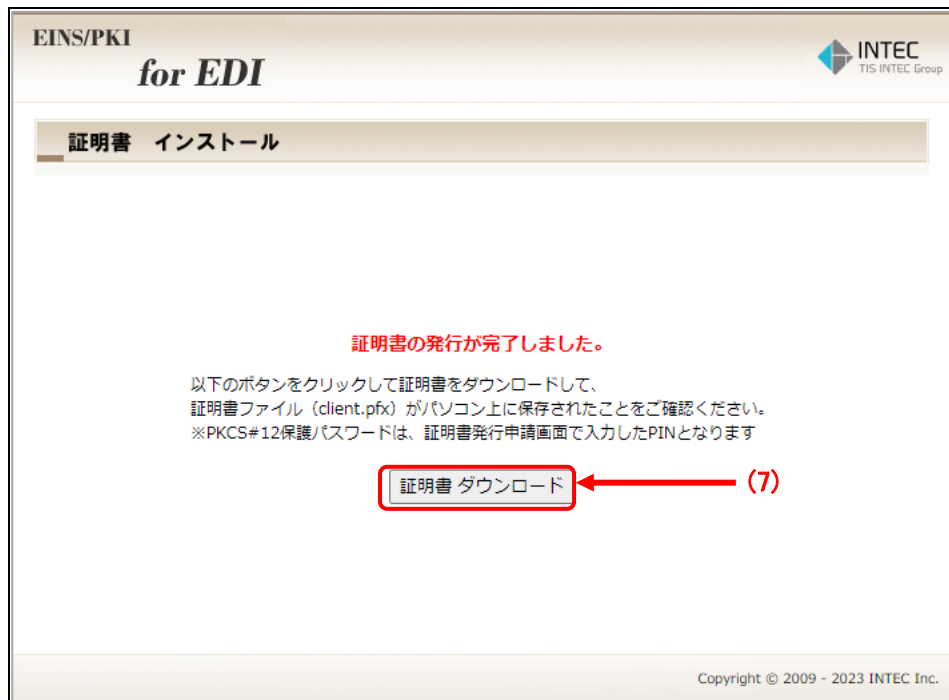 EINS/PKI
for EDI
INTEC
TIS INTEC Group
証明書　インストール
証明書の発行が完了しました。
以下のボタンをクリックして証明書をダウンロードして、
証明書ファイル（client.pfx）がパソコン上に保存されたことをご確認ください。
※PKCS#12保護パスワードは、証明書発行申請画面で入力したPINとなります
証明書 ダウンロード
(7)
Copyright © 2009 - 2023 INTEC Inc.